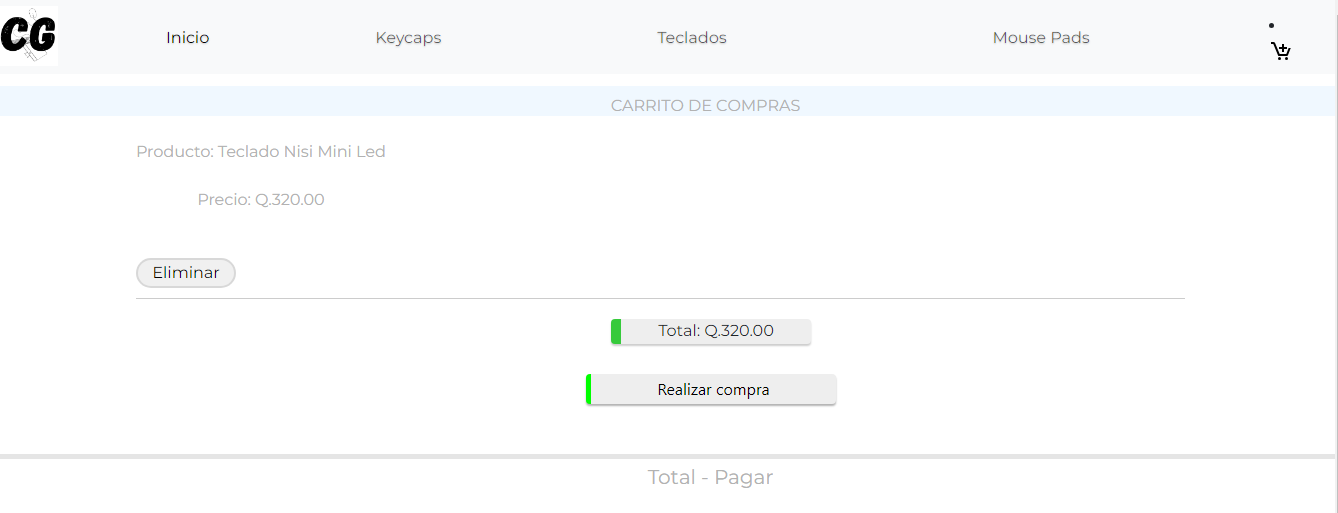 CG
Inicio Keycaps Teclados Mouse Pads
CARRITO DE COMPRAS
Producto: Teclado Nisi Mini Led
Precio: Q.320.00
Eliminar
Total: Q.320.00
Realizar compra
Total - Pagar